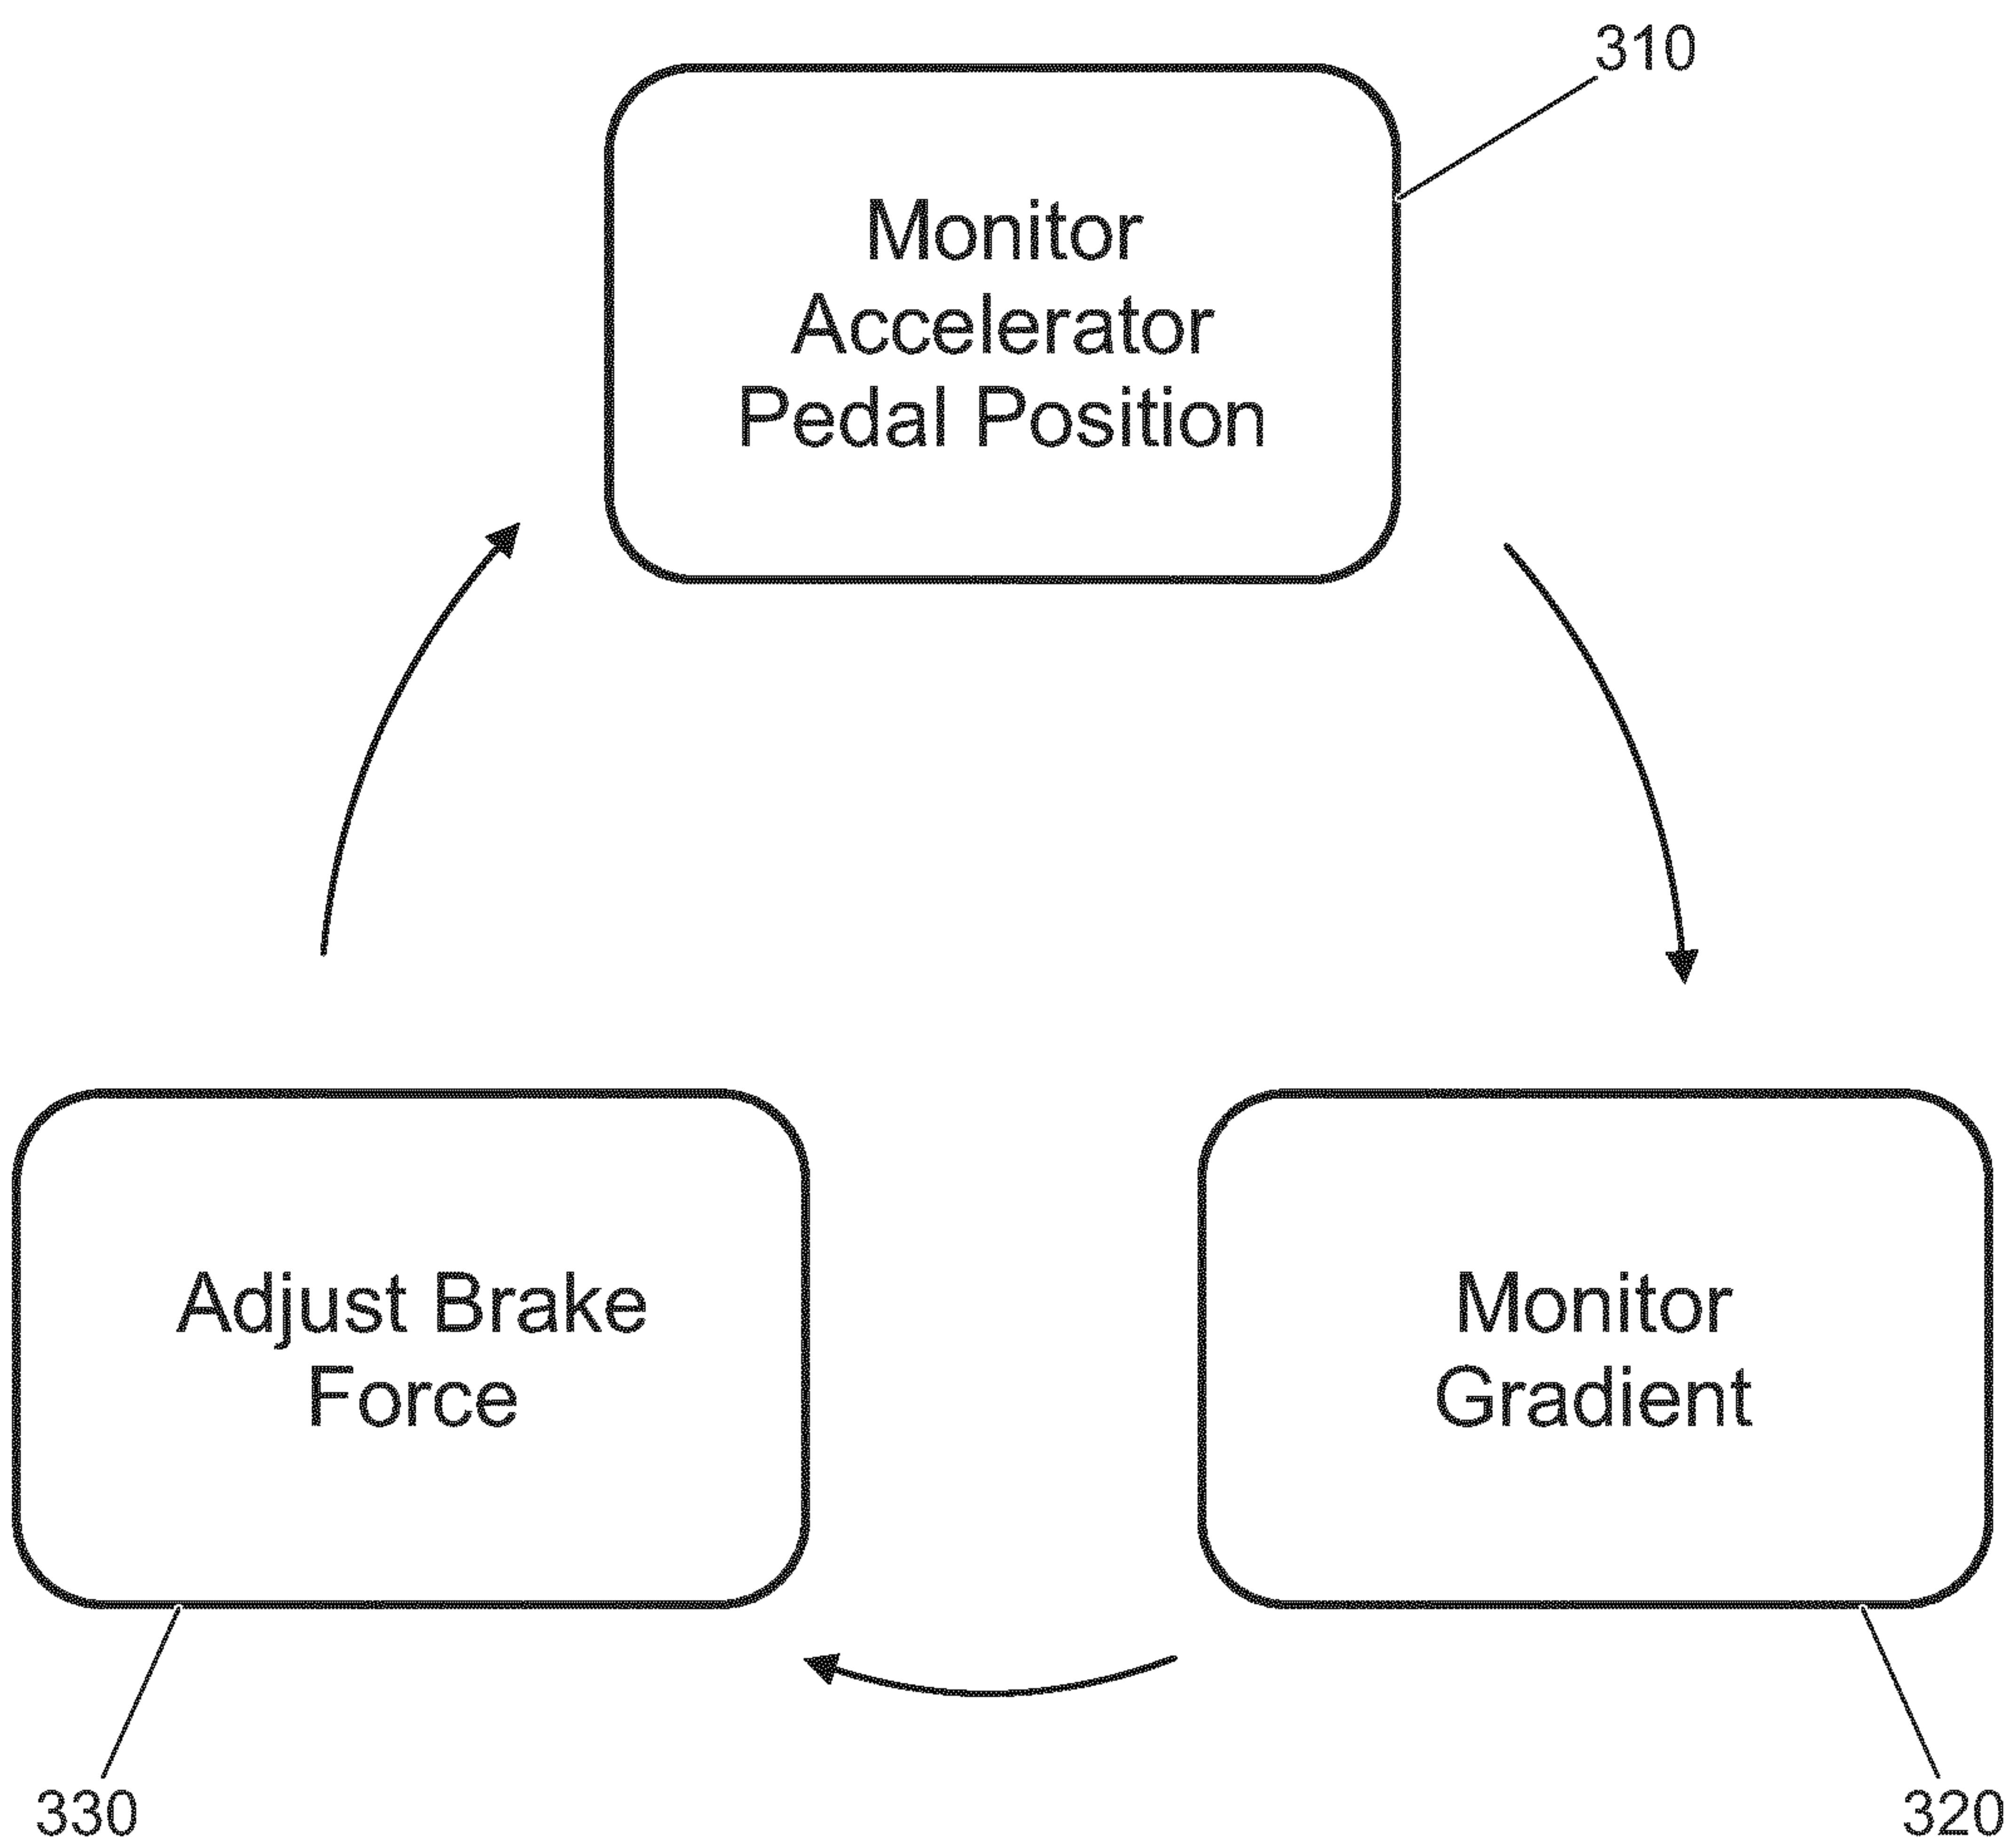 310
Monitor
Accelerator
Pedal Position
Adjust Brake
Force
Monitor
Gradient
330
320